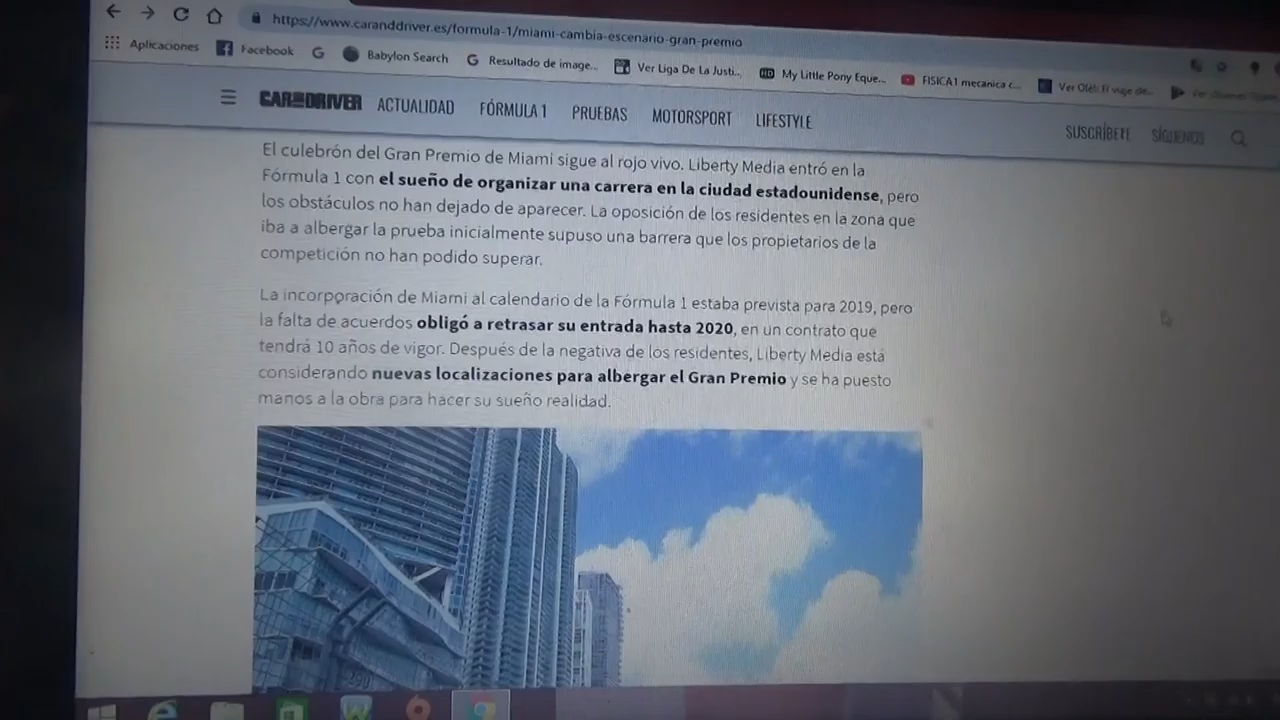 https://www.caranddriver.es/formula-1/miami-cambia-escenario-gran-premio
Aplicaciones Facebook Babylon Search Resultado de image... Ver Liga De La Justi... My Little Pony Eque... FISICA1 mecanica c... Ver Olé! El viaje de...
CAR AND DRIVER ACTUALIDAD FÓRMULA 1 PRUEBAS MOTORSPORT LIFESTYLE SUSCRÍBETE SÍGUENOS
El culebrón del Gran Premio de Miami sigue al rojo vivo. Liberty Media entró en la
Fórmula 1 con el sueño de organizar una carrera en la ciudad estadounidense, pero
los obstáculos no han dejado de aparecer. La oposición de los residentes en la zona que
iba a albergar la prueba inicialmente supuso una barrera que los propietarios de la
competición no han podido superar.
La incorporación de Miami al calendario de la Fórmula 1 estaba prevista para 2019, pero
la falta de acuerdos obligó a retrasar su entrada hasta 2020, en un contrato que
tendrá 10 años de vigor. Después de la negativa de los residentes, Liberty Media está
considerando nuevas localizaciones para albergar el Gran Premio y se ha puesto
manos a la obra para hacer su sueño realidad.